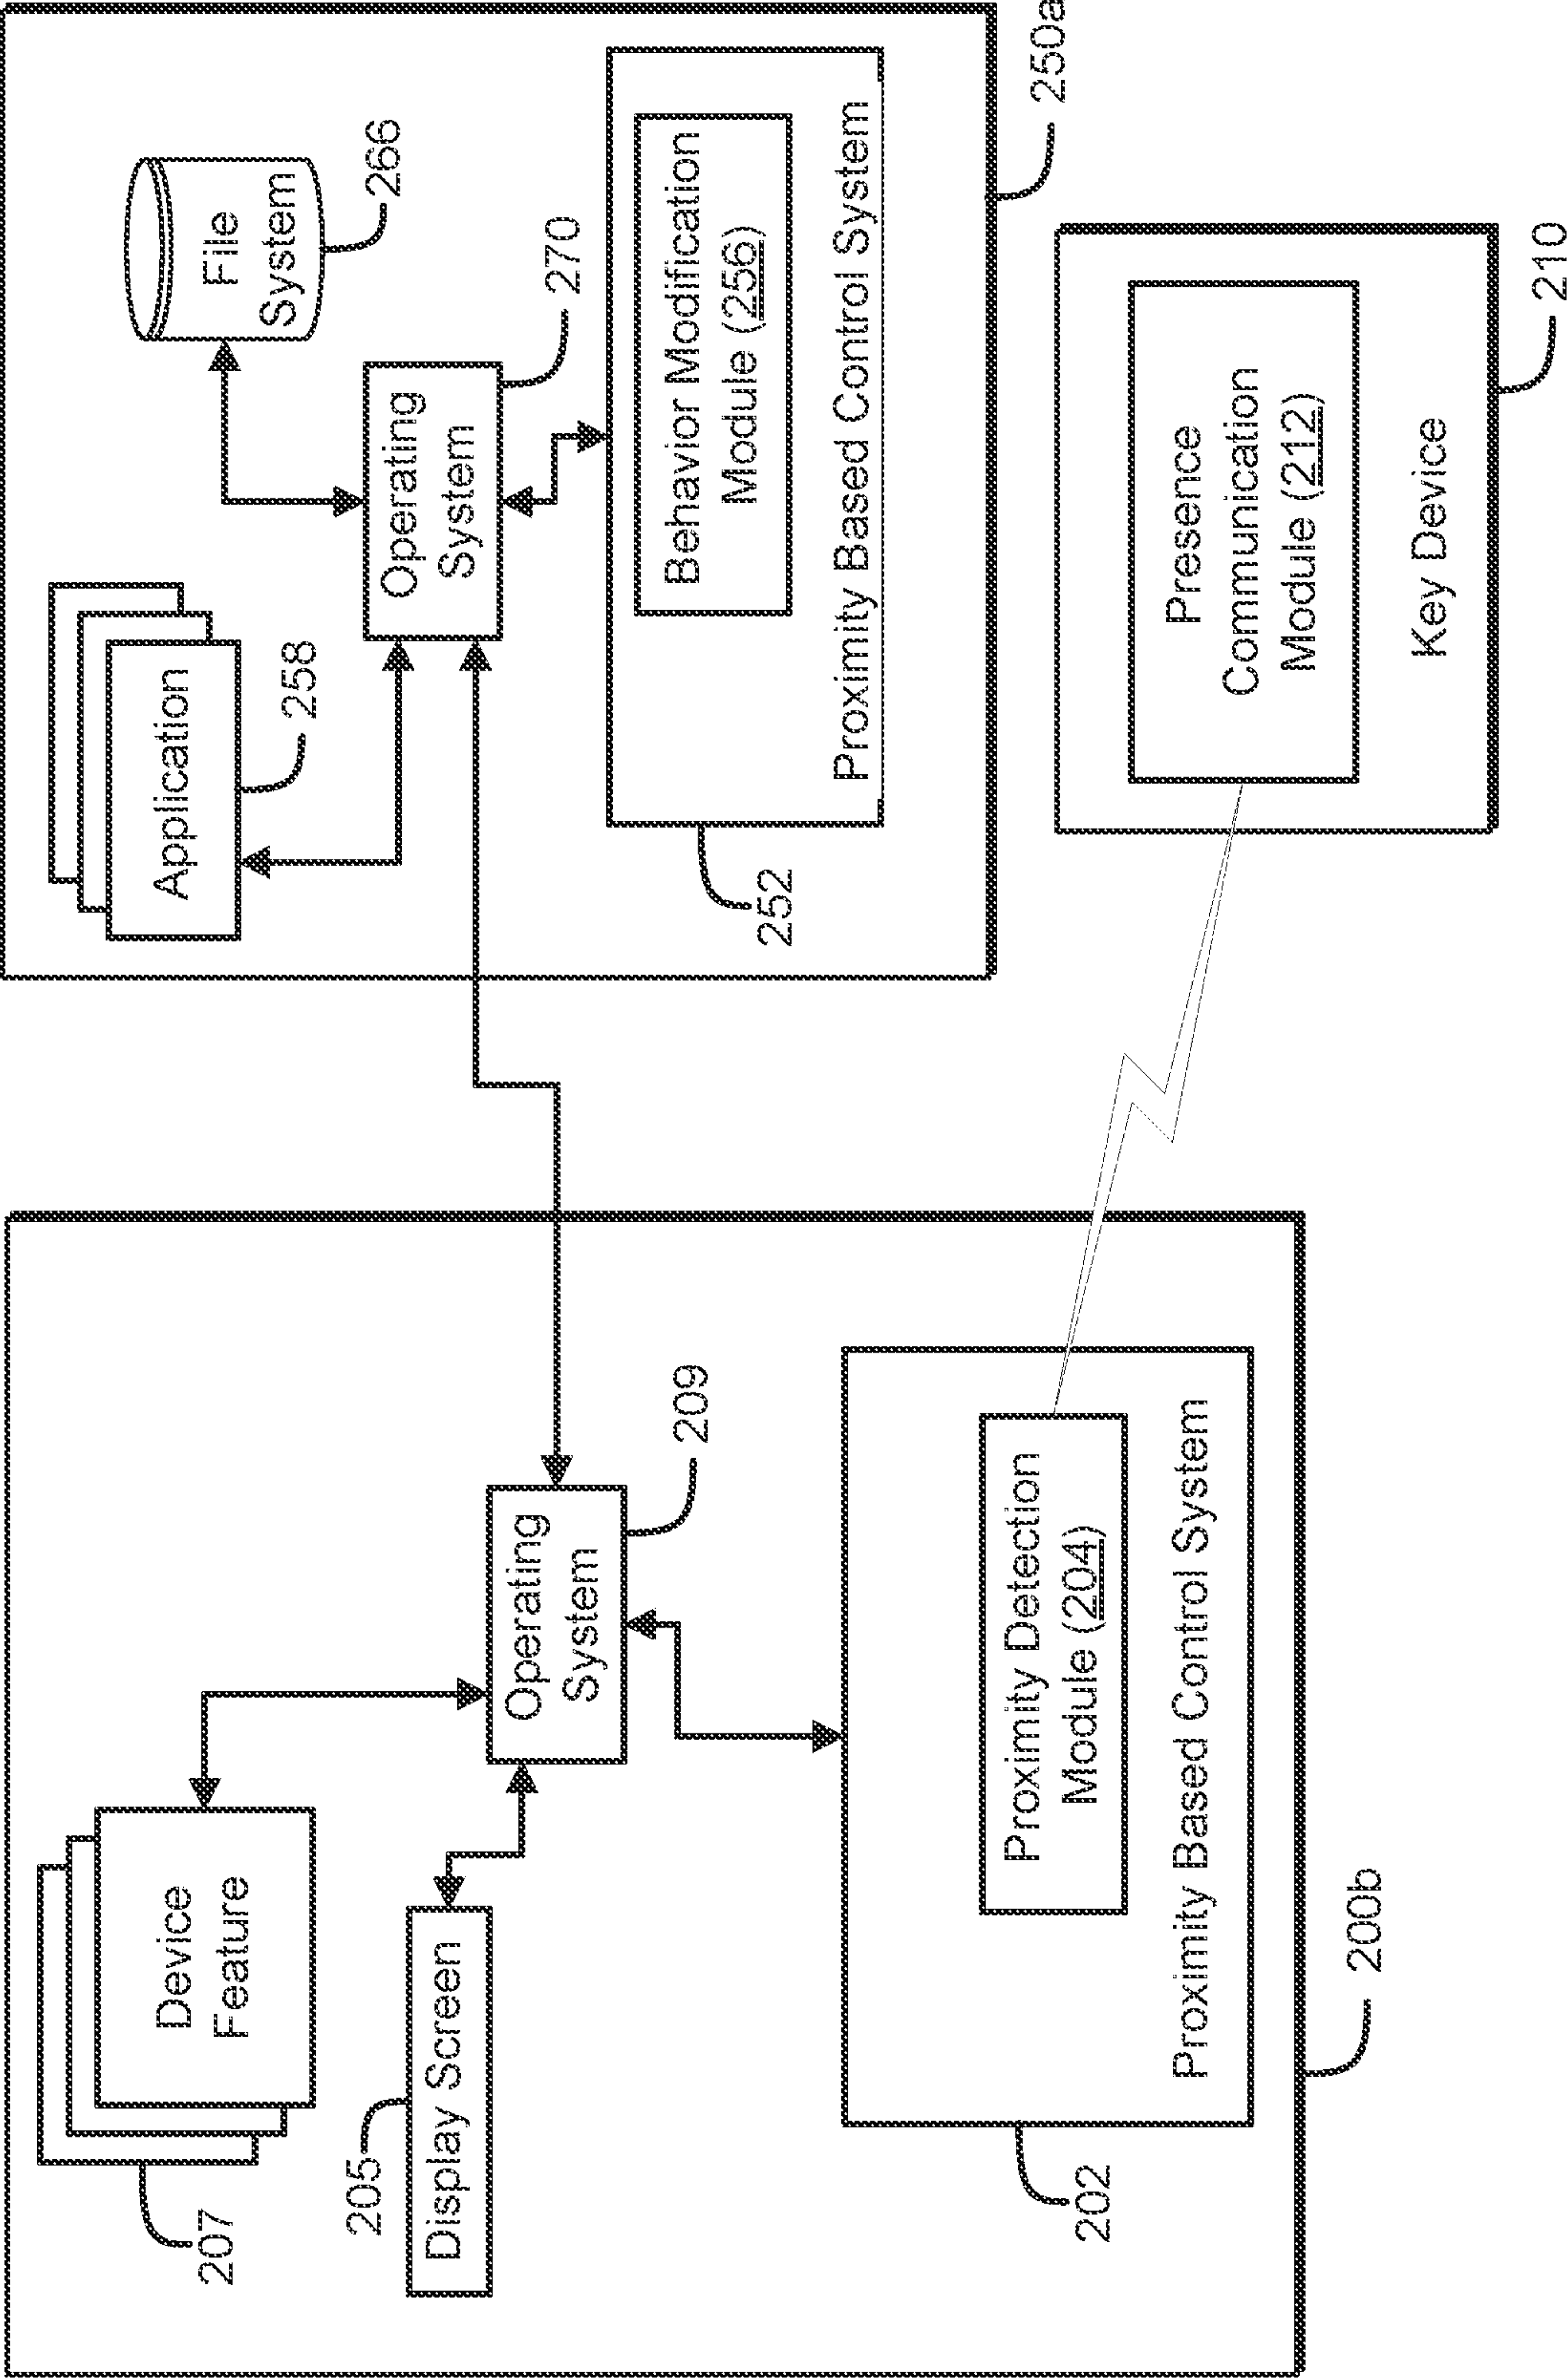 Device
Feature
207
205
Display Screen
Operating
System
209
Proximity Detection
Module (204)
Proximity Based Control System
202
200b
Application
258
File
System
266
Operating
System
270
Behavior Modification
Module (256)
Proximity Based Control System
252
250a
Presence
Communication
Module (212)
Key Device
210